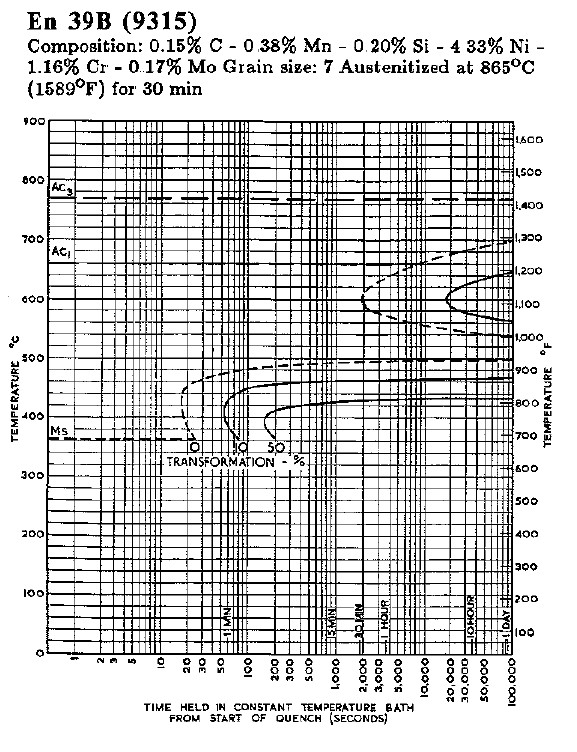 En 39B (9315)
Composition: 0.15% C - 0.38% Mn - 0.20% Si - 4 33% Ni -
1.16% Cr - 0.17% Mo Grain size: 7 Austenitized at 865°C
(1589°F) for 30 min
900
800
700
600
500
400
300
200
100
0
TEMPERATURE °C
AC3
AC1
Ms
0 10 50
TRANSFORMATION - %
1 MIN
15 MIN
30 MIN
1 HOUR
10 HOUR
1 DAY
1,600
1,500
1,400
1,300
1,200
1,100
1,000
900
800
700
600
500
400
300
200
100
TEMPERATURE °F
1 2 3 5 10 20 30 50 100 200 300 500 1,000 2,000 3,000 5,000 10,000 20,000 30,000 50,000 100,000
TIME HELD IN CONSTANT TEMPERATURE BATH
FROM START OF QUENCH (SECONDS)